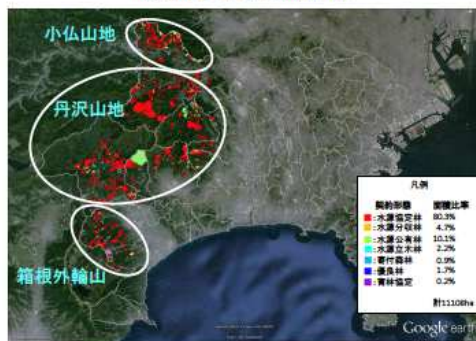 小仏山地
丹沢山地
箱根外輪山
凡例
契約形態 面積比率
:水源協定林 80.3%
:水源分収林 4.7%
:水源公有林 10.1%
:水源立木林 2.2%
:寄付森林 0.9%
:優良林 1.7%
:育林協定 0.2%
計11108ha
Google earth